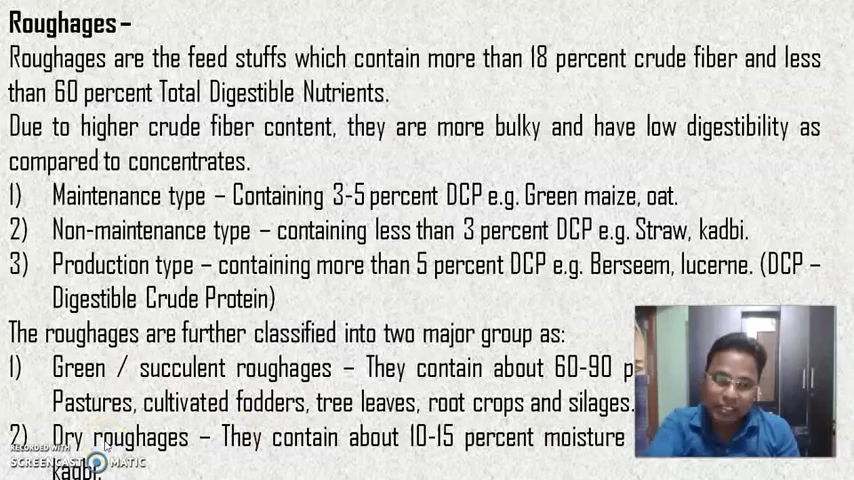 Roughages –
Roughages are the feed stuffs which contain more than 18 percent crude fiber and less
than 60 percent Total Digestible Nutrients.
Due to higher crude fiber content, they are more bulky and have low digestibility as
compared to concentrates.
1) Maintenance type – Containing 3-5 percent DCP e.g. Green maize, oat.
2) Non-maintenance type – containing less than 3 percent DCP e.g. Straw, kadbi.
3) Production type – containing more than 5 percent DCP e.g. Berseem, lucerne. (DCP –
Digestible Crude Protein)
The roughages are further classified into two major group as:
1) Green / succulent roughages – They contain about 60-90 p
Pastures, cultivated fodders, tree leaves, root crops and silages.
2) Dry roughages – They contain about 10-15 percent moisture
kadbi.
RECORDED WITH
SCREENCAST MATIC